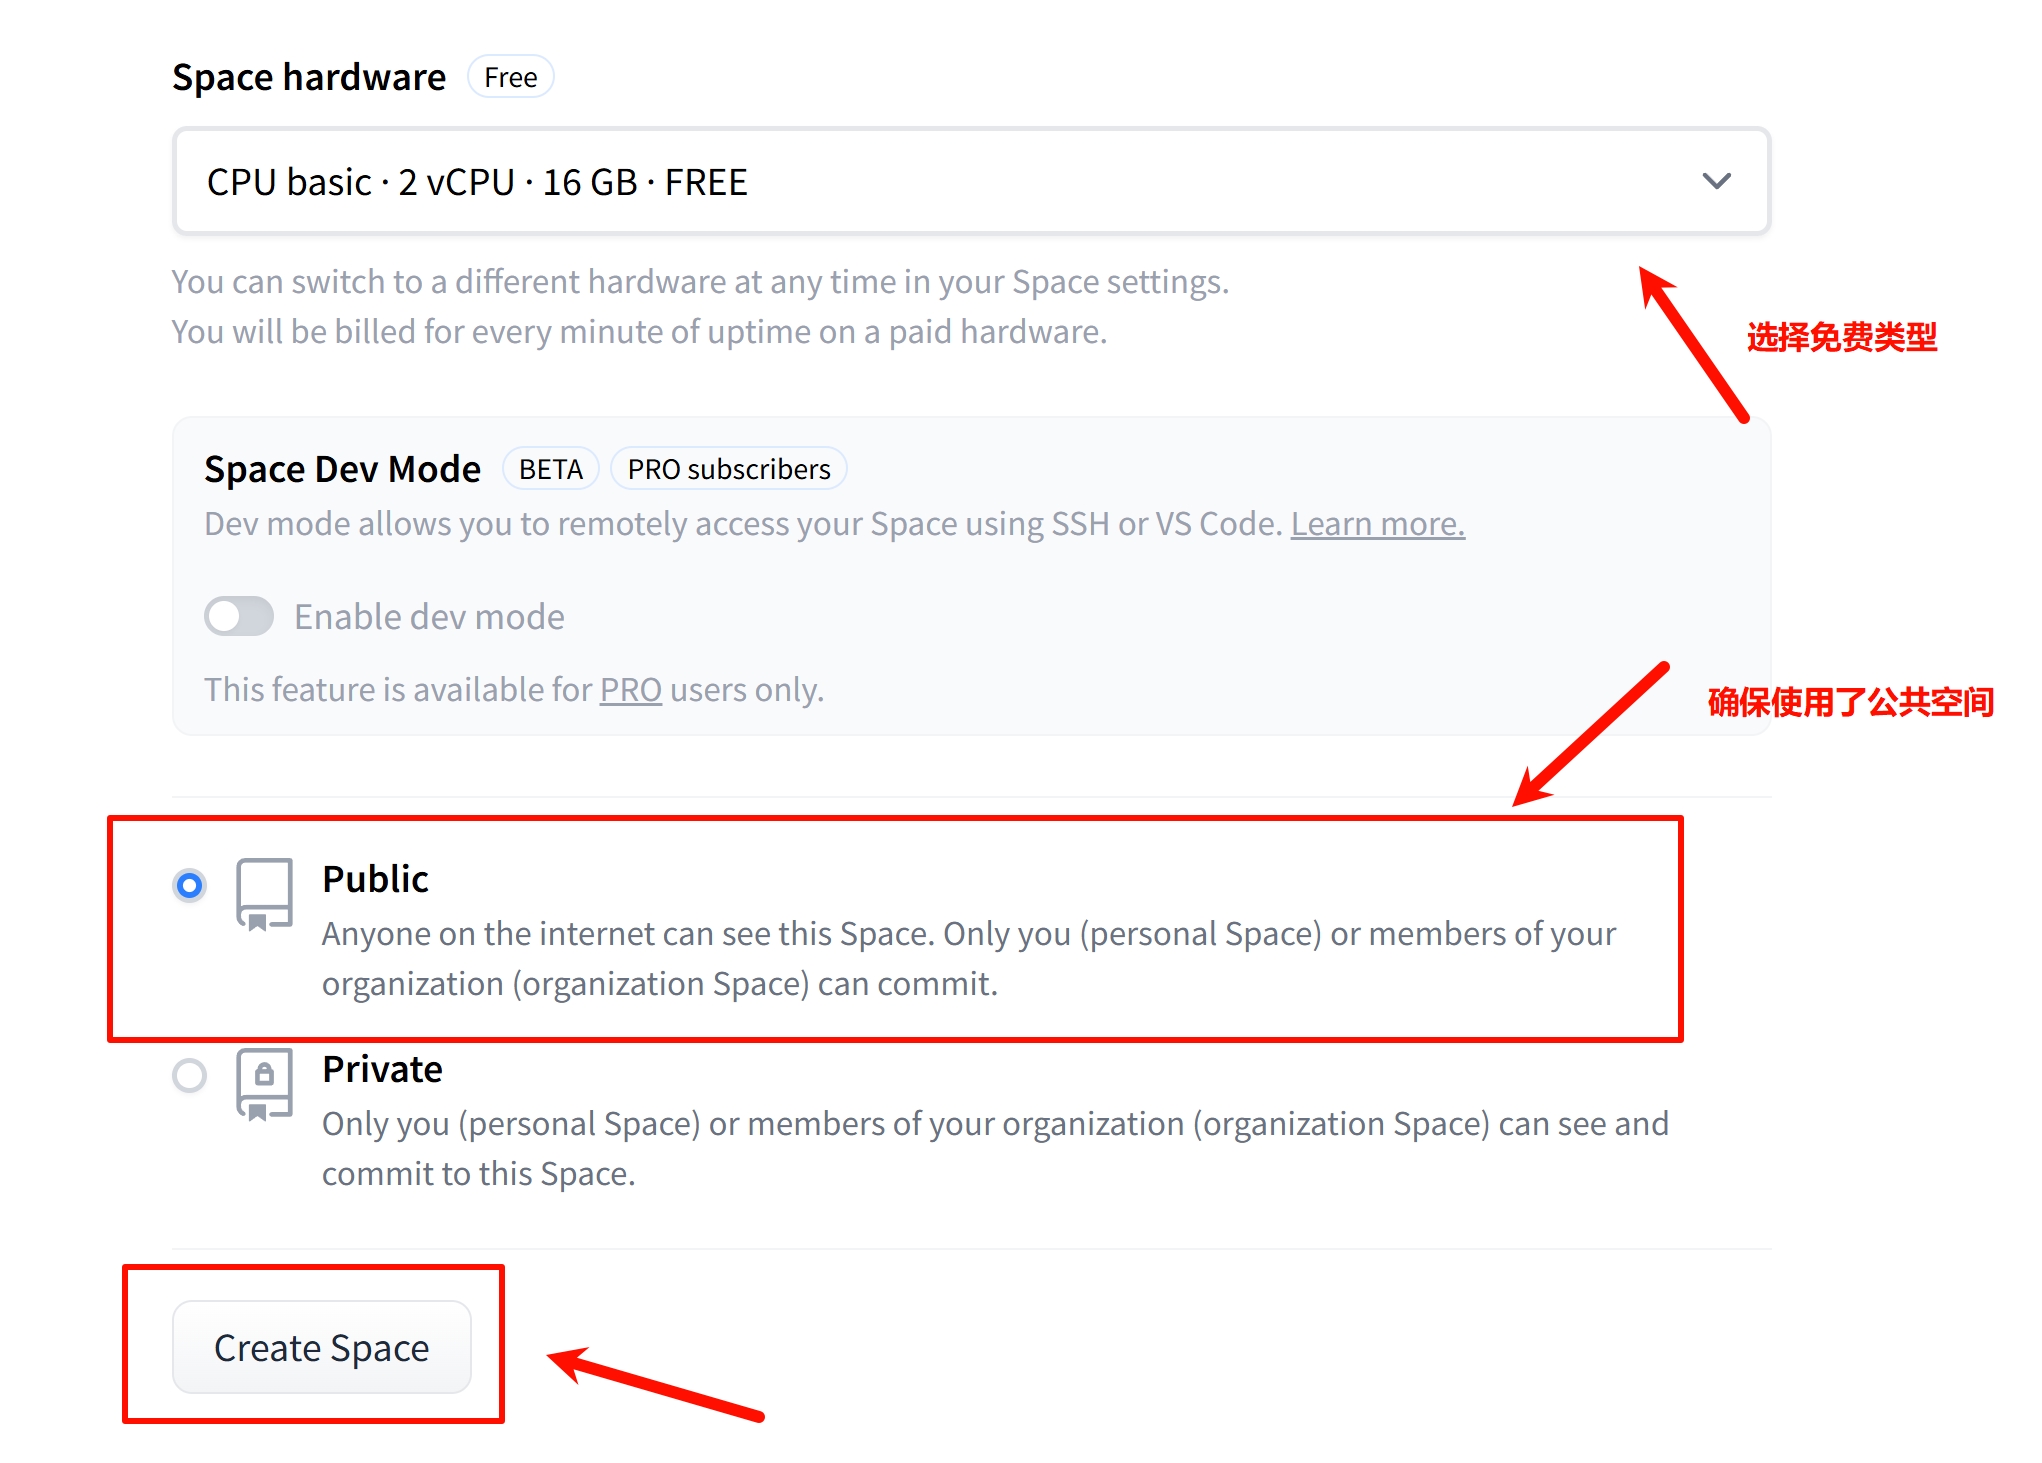 Space hardware Free
CPU basic · 2 vCPU · 16 GB · FREE
You can switch to a different hardware at any time in your Space settings.
You will be billed for every minute of uptime on a paid hardware.
选择免费类型
Space Dev Mode BETA PRO subscribers
Dev mode allows you to remotely access your Space using SSH or VS Code. Learn more.
Enable dev mode
This feature is available for PRO users only.
确保使用了公共空间
Public
Anyone on the internet can see this Space. Only you (personal Space) or members of your
organization (organization Space) can commit.
Private
Only you (personal Space) or members of your organization (organization Space) can see and
commit to this Space.
Create Space